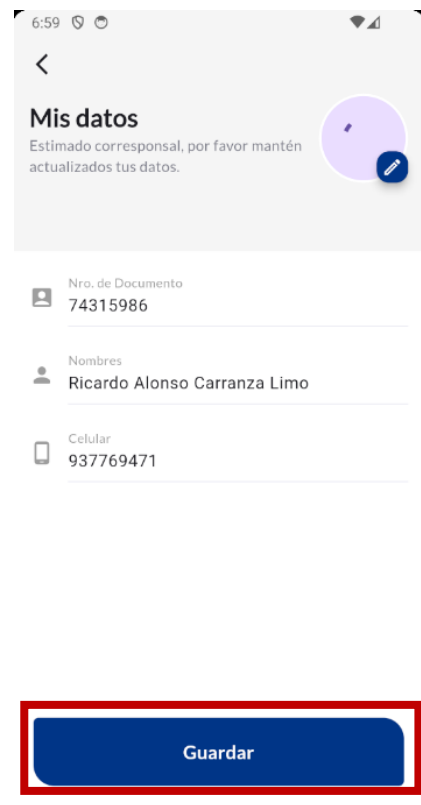 6:59
Mis datos
Estimado corresponsal, por favor mantén
actualizados tus datos.
Nro. de Documento
74315986
Nombres
Ricardo Alonso Carranza Limo
Celular
937769471
Guardar